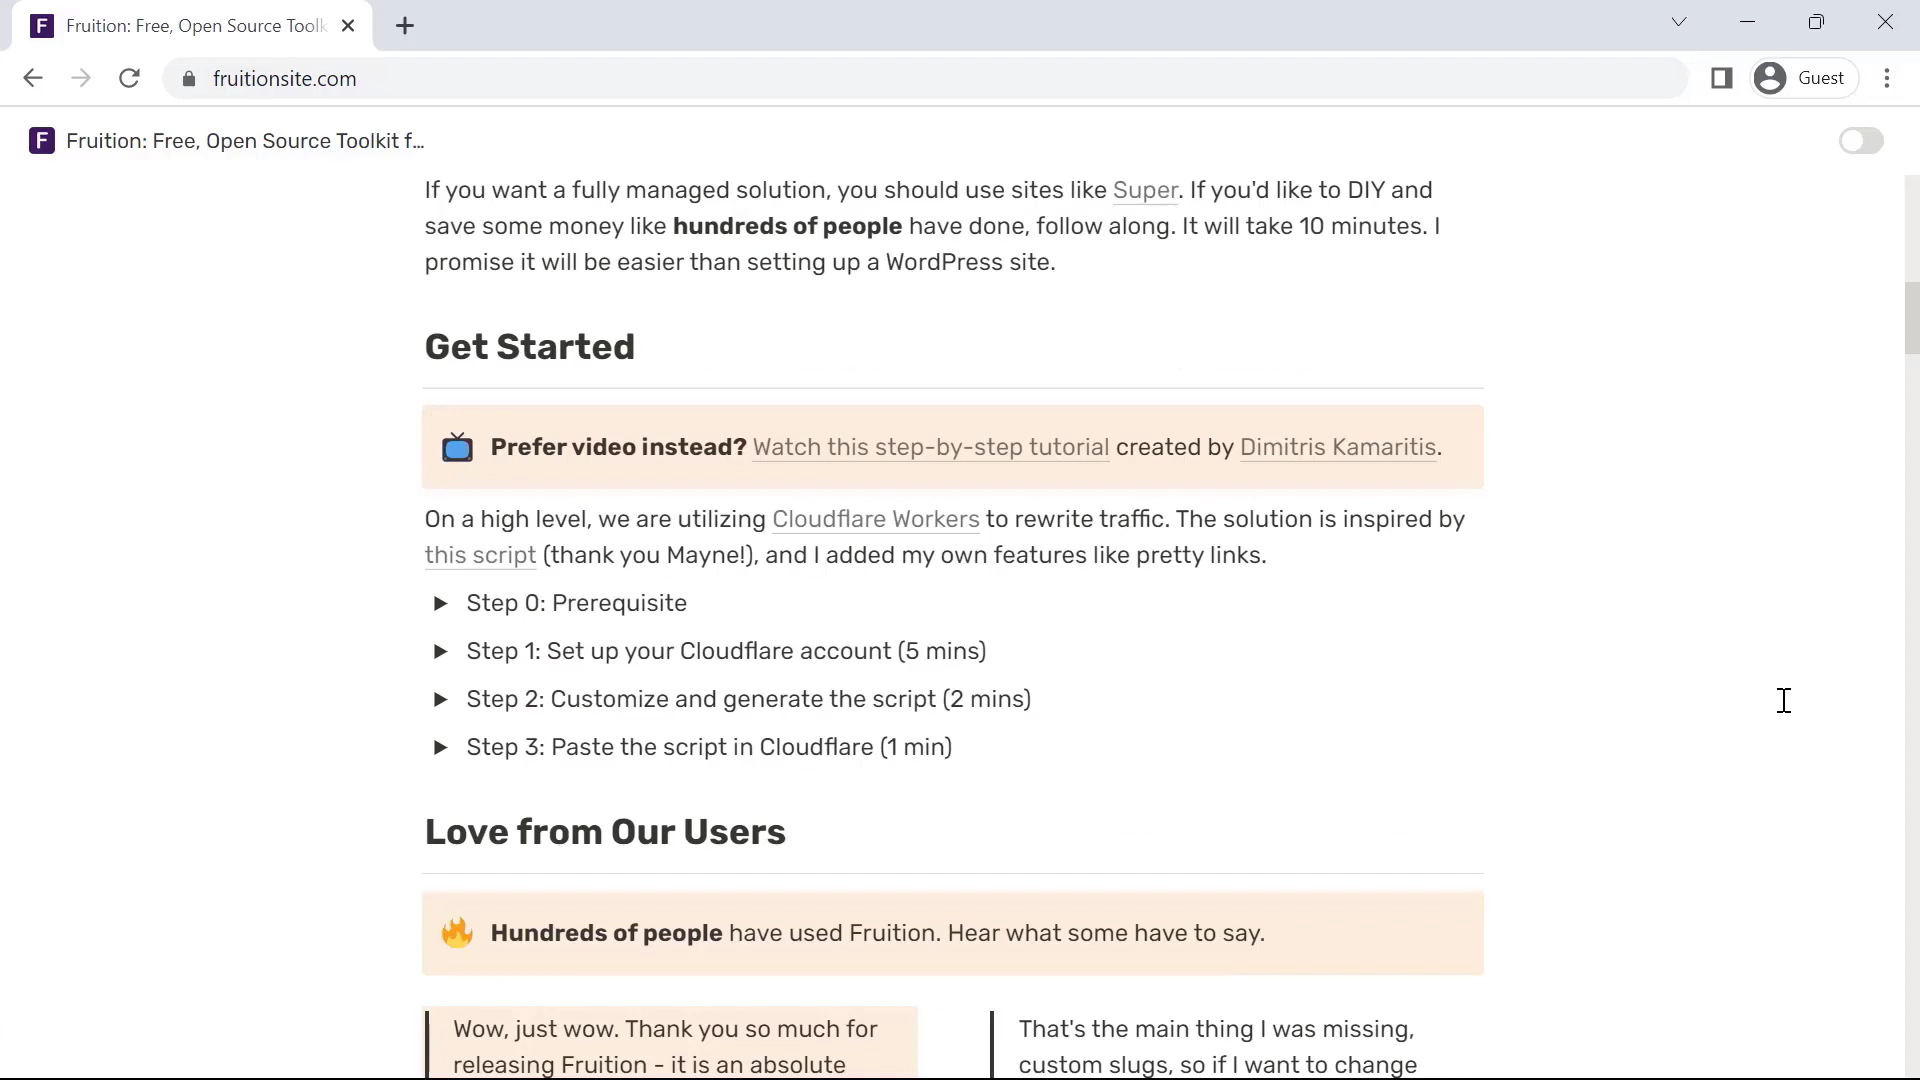 Fruition: Free, Open Source Toolk
fruitionsite.com
Guest
Fruition: Free, Open Source Toolkit f...
If you want a fully managed solution, you should use sites like Super. If you'd like to DIY and
save some money like hundreds of people have done, follow along. It will take 10 minutes. I
promise it will be easier than setting up a WordPress site.
Get Started
Prefer video instead? Watch this step-by-step tutorial created by Dimitris Kamaritis.
On a high level, we are utilizing Cloudflare Workers to rewrite traffic. The solution is inspired by
this script (thank you Mayne!), and I added my own features like pretty links.
Step 0: Prerequisite
Step 1: Set up your Cloudflare account (5 mins)
Step 2: Customize and generate the script (2 mins)
Step 3: Paste the script in Cloudflare (1 min)
Love from Our Users
Hundreds of people have used Fruition. Hear what some have to say.
Wow, just wow. Thank you so much for
releasing Fruition - it is an absolute
That's the main thing I was missing,
custom slugs, so if I want to change